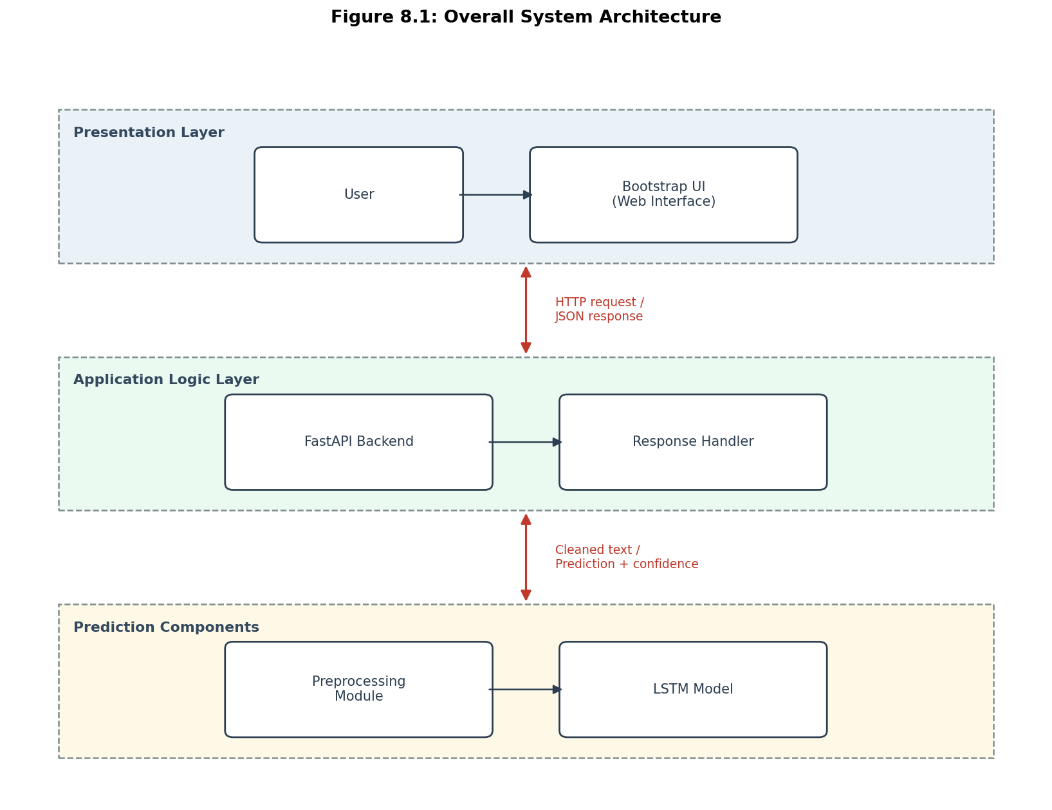 Figure 8.1: Overall System Architecture
Presentation Layer
User
Bootstrap UI
(Web Interface)
HTTP request /
JSON response
Application Logic Layer
FastAPI Backend
Response Handler
Cleaned text /
Prediction + confidence
Prediction Components
Preprocessing
Module
LSTM Model